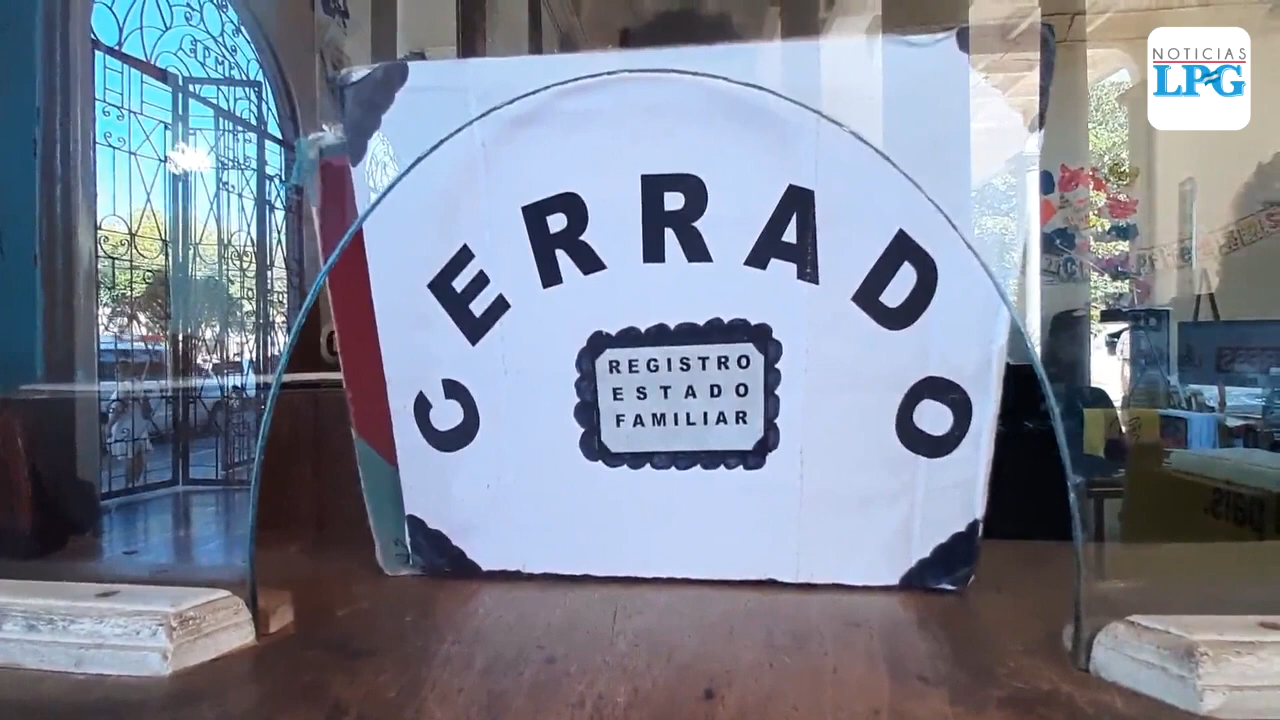 NOTICIAS
LPG
CERRADO
REGISTRO
ESTADO
FAMILIAR